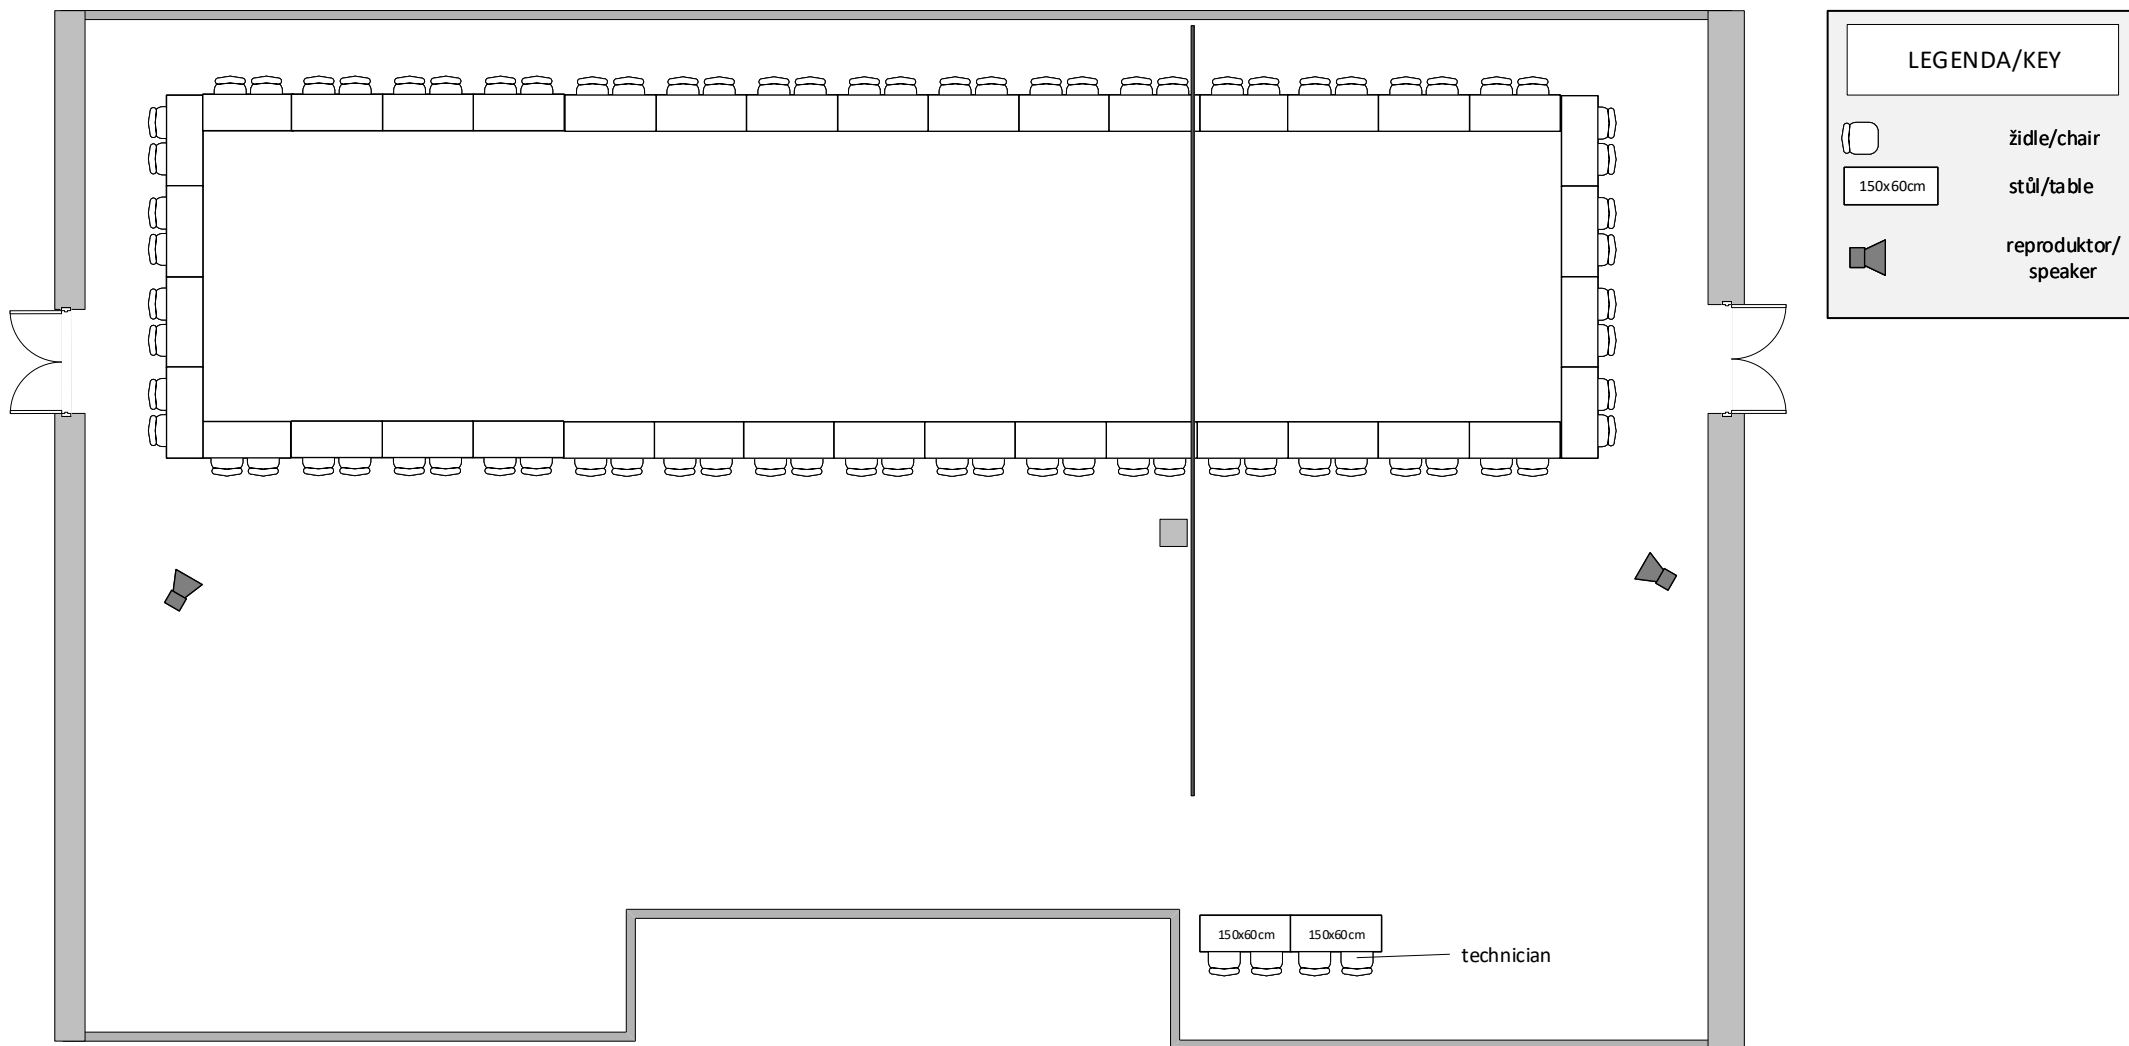 LEGENDA/KEY
židle/chair
150x60cm
stůl/table
reproduktor/
speaker
150x60cm
150x60cm
technician